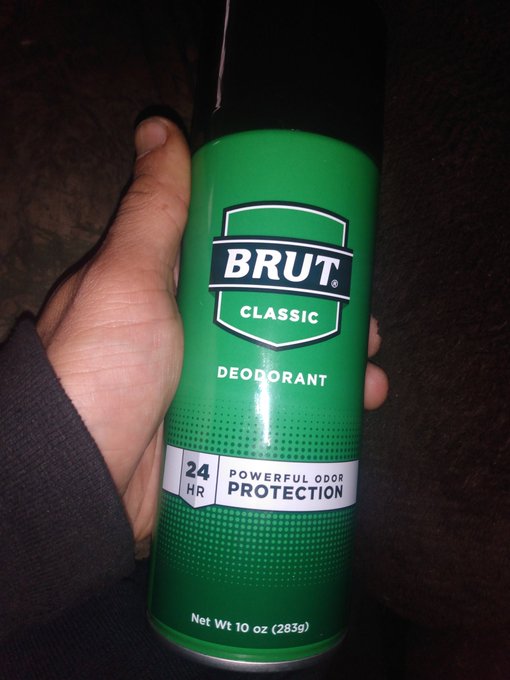 BRUT®
CLASSIC
DEODORANT
24
HR
POWERFUL ODOR
PROTECTION
Net Wt 10 oz (283g)